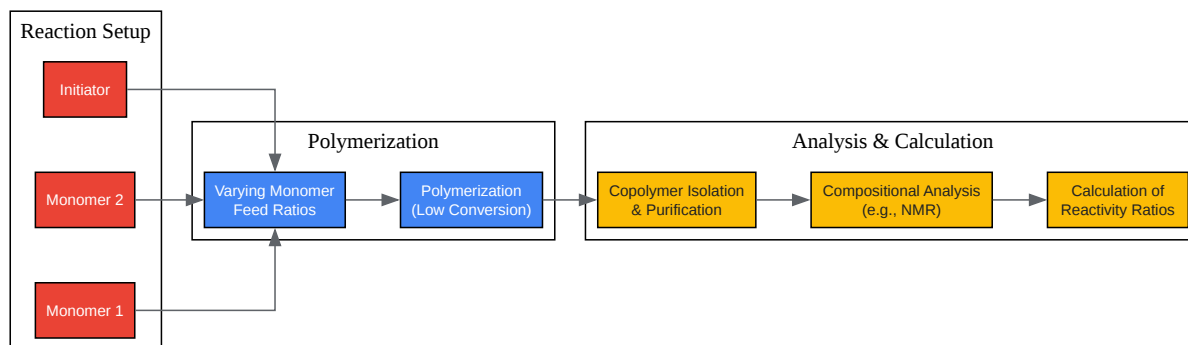 Reaction Setup
Initiator
Monomer 2
Monomer 1
Polymerization
Varying Monomer
Feed Ratios
Polymerization
(Low Conversion)
Analysis & Calculation
Copolymer Isolation
& Purification
Compositional Analysis
(e.g., NMR)
Calculation of
Reactivity Ratios